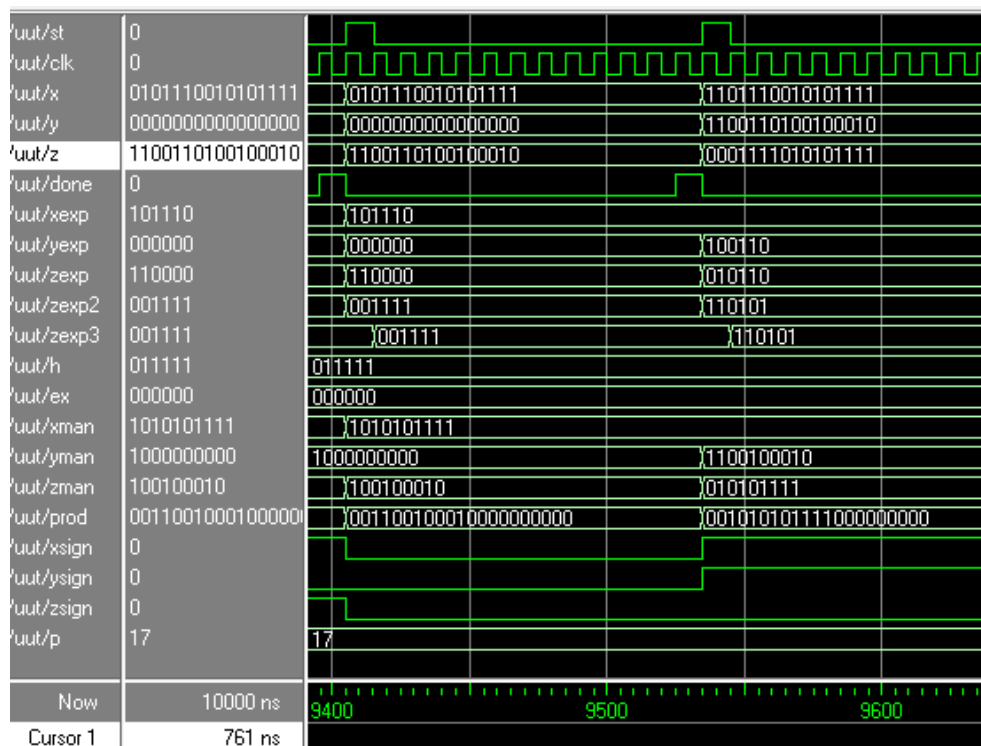 /uut/st 0
/uut/clk 0
/uut/x 0101110010101111 0101110010101111 1101110010101111
/uut/y 0000000000000000 0000000000000000 1100110100100010
/uut/z 1100110100100010 1100110100100010 0001111010101111
/uut/done 0
/uut/xexp 101110 101110
/uut/yexp 000000 000000 100110
/uut/zexp 110000 110000 010110
/uut/zexp2 001111 001111 110101
/uut/zexp3 001111 001111 110101
/uut/h 011111 011111
/uut/ex 000000 000000
/uut/xman 1010101111 1010101111
/uut/yman 1000000000 1000000000 1100100010
/uut/zman 100100010 100100010 010101111
/uut/prod 00110010001000000 00110010001000000000 001010101111000000000
/uut/xsign 0
/uut/ysign 0
/uut/zsign 0
/uut/p 17 17
Now 10000 ns 9400 9500 9600
Cursor 1 761 ns